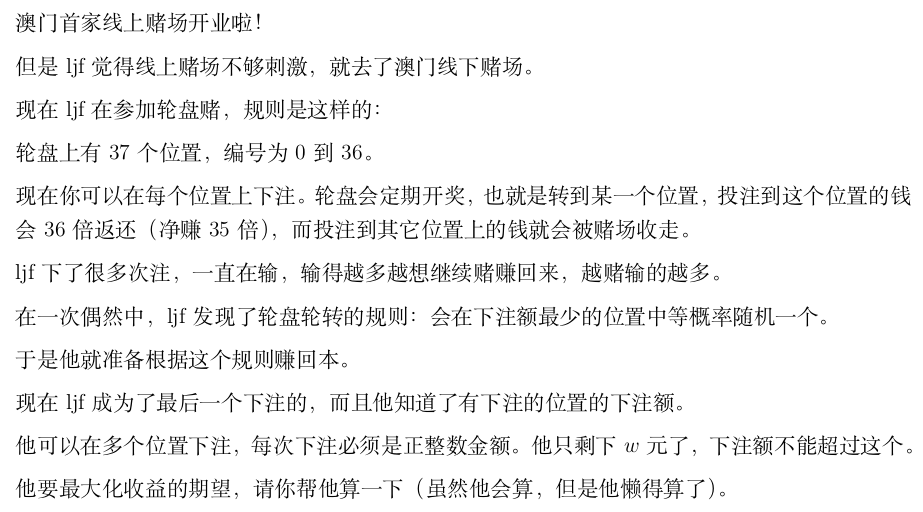 澳门首家线上赌场开业啦！
但是 ljf 觉得线上赌场不够刺激，就去了澳门线下赌场。
现在 ljf 在参加轮盘赌，规则是这样的：
轮盘上有 37 个位置，编号为 0 到 36。
现在你可以在每个位置上下注。轮盘会定期开奖，也就是转到某一个位置，投注到这个位置的钱
会 36 倍返还（净赚 35 倍），而投注到其它位置上的钱就会被赌场收走。
ljf 下了很多次注，一直在输，输得越多越想继续赌赚回来，越赌输的越多。
在一次偶然中，ljf 发现了轮盘轮转的规则：会在下注额最少的位置中等概率随机一个。
于是他就准备根据这个规则赚回本。
现在 ljf 成为了最后一个下注的，而且他知道了有下注的位置的下注额。
他可以在多个位置下注，每次下注必须是正整数金额。他只剩下 w 元了，下注额不能超过这个。
他要最大化收益的期望，请你帮他算一下（虽然他会算，但是他懒得算了）。